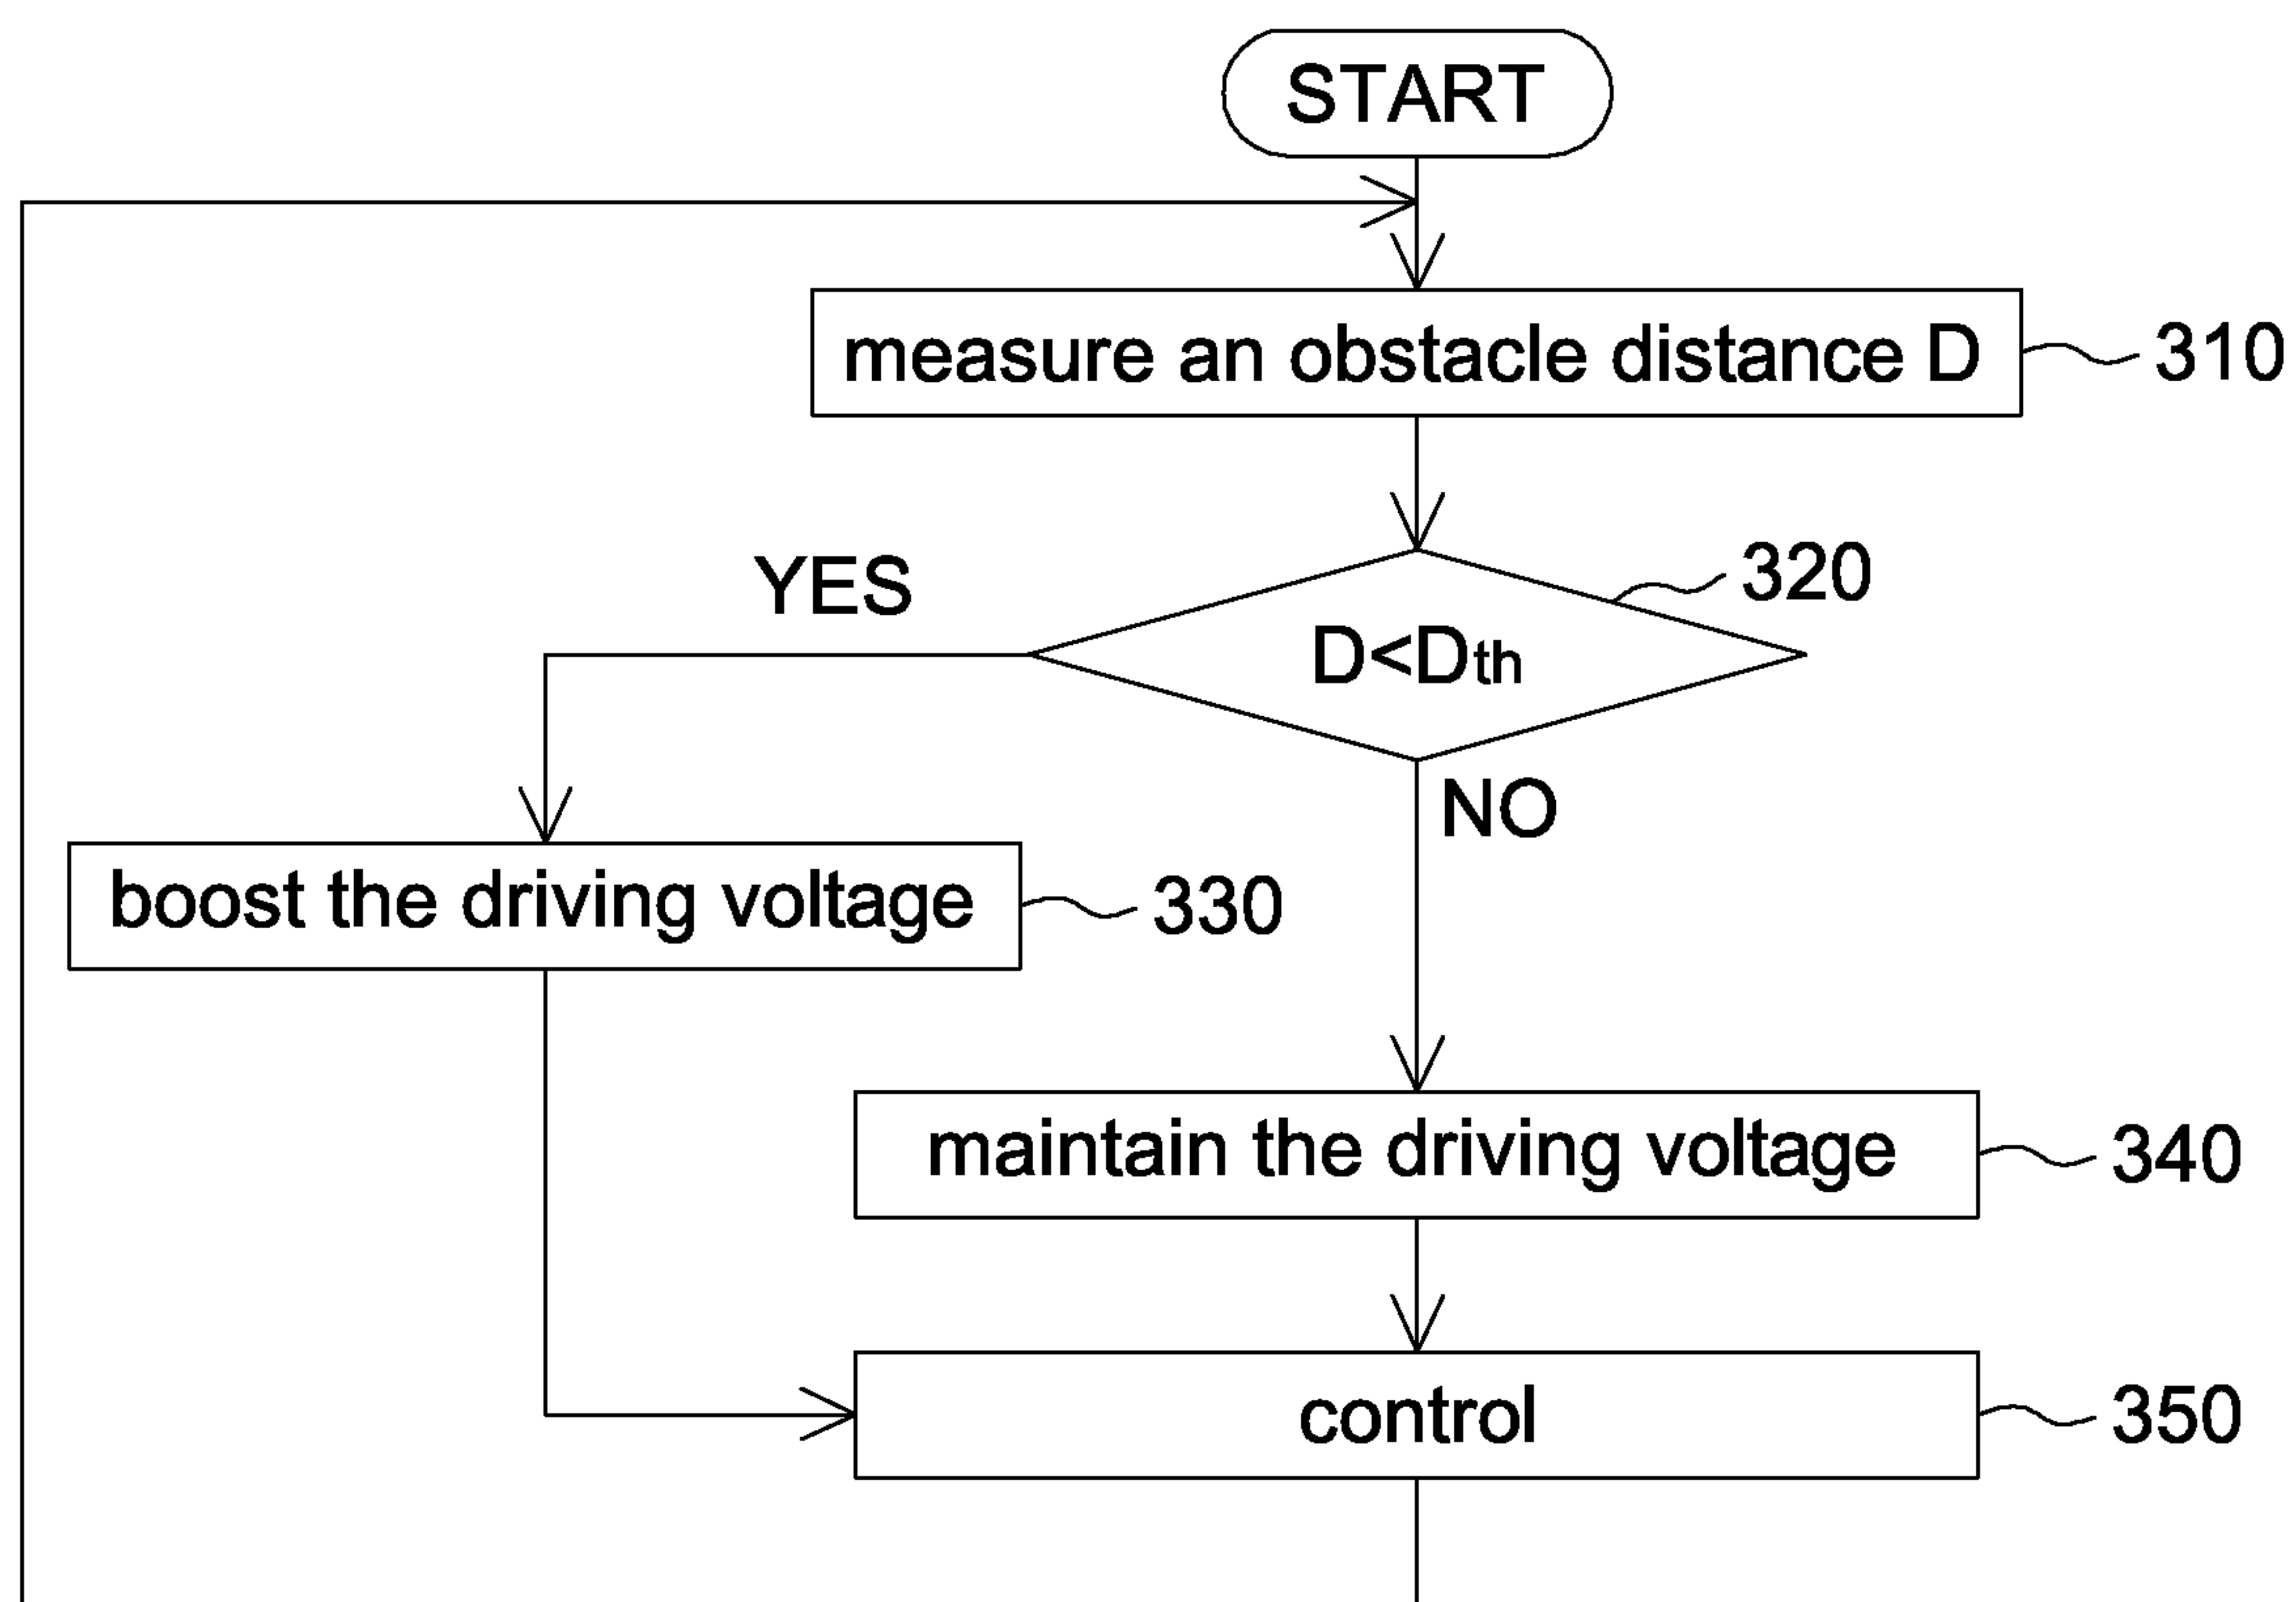 START
measure an obstacle distance D
310
320
YES
D<Dth
NO
boost the driving voltage
330
maintain the driving voltage
340
control
350